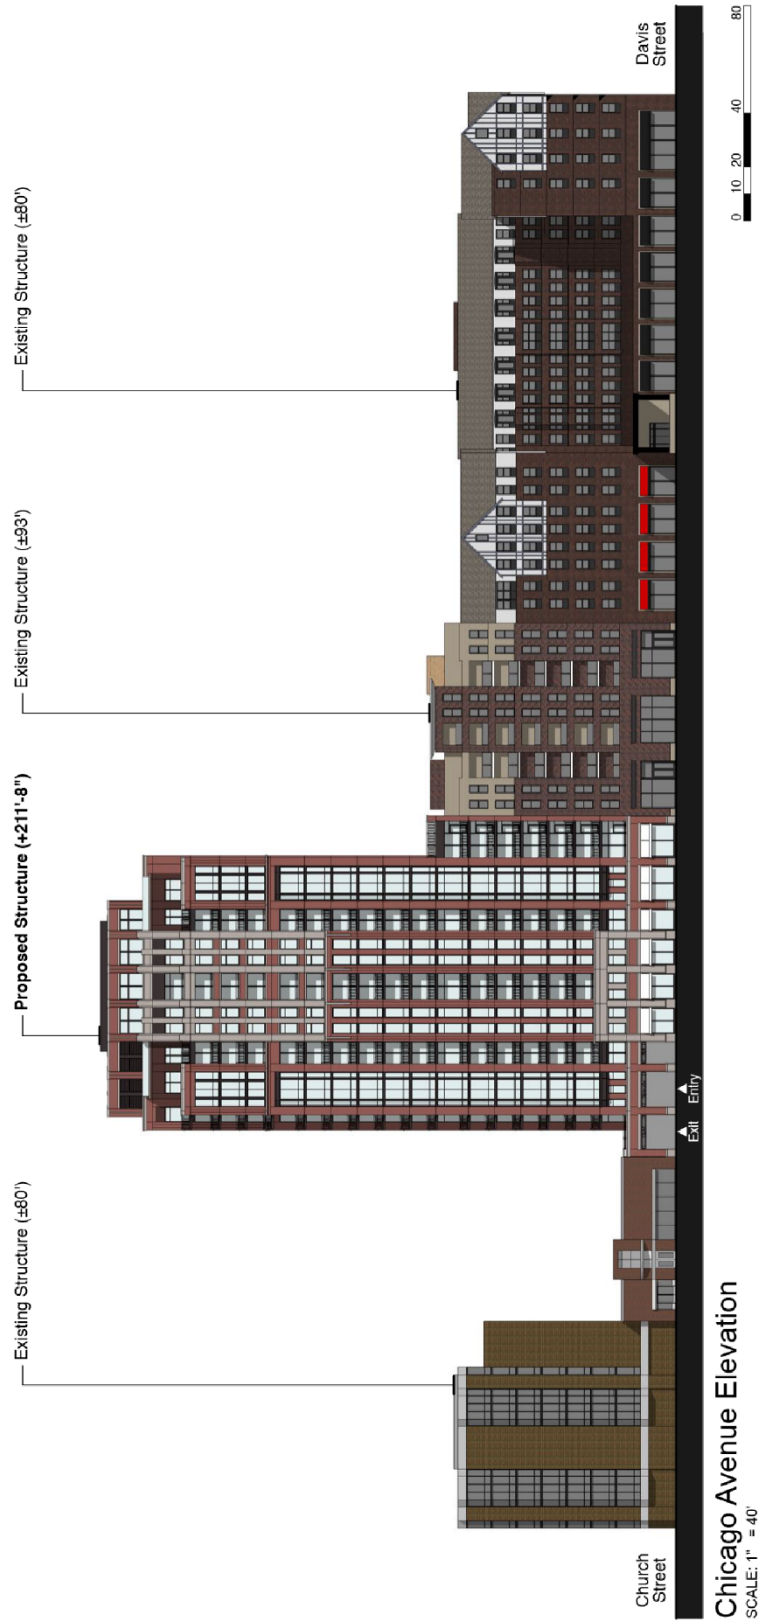 Existing Structure (±80')
Proposed Structure (+211'-8")
Existing Structure (±93')
Existing Structure (±80')
Church
Street
Exit
Entry
Davis
Street
Chicago Avenue Elevation
SCALE: 1" = 40'
0 10 20 40 80